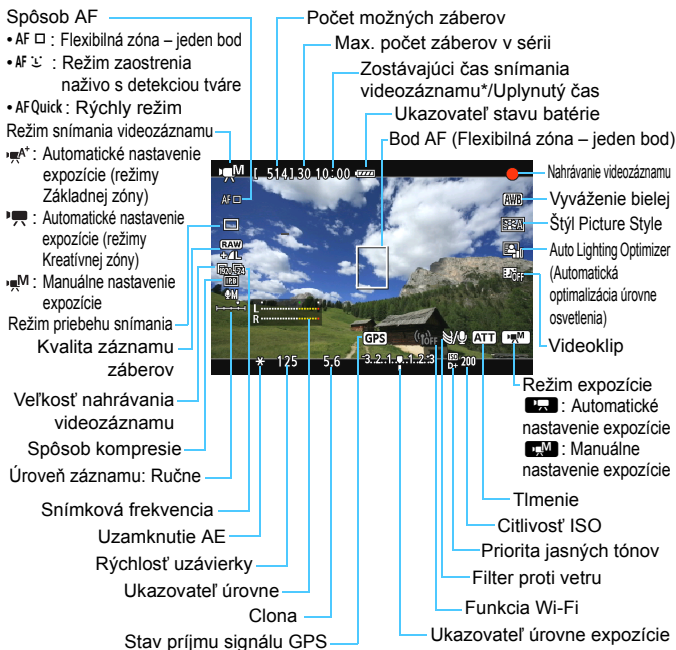 Spôsob AF
• AF : Flexibilná zóna – jeden bod
• AF : Režim zaostrenia
naživo s detekciou tváre
• AFQuick : Rýchly režim
Režim snímania videozáznamu
A+ : Automatické nastavenie
expozície (režimy
Základnej zóny)
: Automatické nastavenie
expozície (režimy
Kreatívnej zóny)
M : Manuálne nastavenie
expozície
Režim priebehu snímania
Kvalita záznamu
záberov
Veľkosť nahrávania
videozáznamu
Spôsob kompresie
Úroveň záznamu: Ručne
Snímková frekvencia
Uzamknutie AE
Rýchlosť uzávierky
Ukazovateľ úrovne
Clona
Stav príjmu signálu GPS
Počet možných záberov
Max. počet záberov v sérii
Zostávajúci čas snímania
videozáznamu*/Uplynutý čas
Ukazovateľ stavu batérie
Bod AF (Flexibilná zóna – jeden bod)
M [ 514] 30 10:00
AF
RAW
+ L
1920 24
IPB
M
L
R
AWB
OFF
GPS
OFF
ATT
M
* 125 5.6 -3..2..1..0..1..2..3 ISO D+ 200
Nahrávanie videozáznamu
Vyváženie bielej
Štýl Picture Style
Auto Lighting Optimizer
(Automatická
optimalizácia úrovne
osvetlenia)
Videoklip
Režim expozície
: Automatické
nastavenie expozície
M : Manuálne
nastavenie expozície
Tlmenie
Citlivosť ISO
Priorita jasných tónov
Filter proti vetru
Funkcia Wi-Fi
Ukazovateľ úrovne expozície